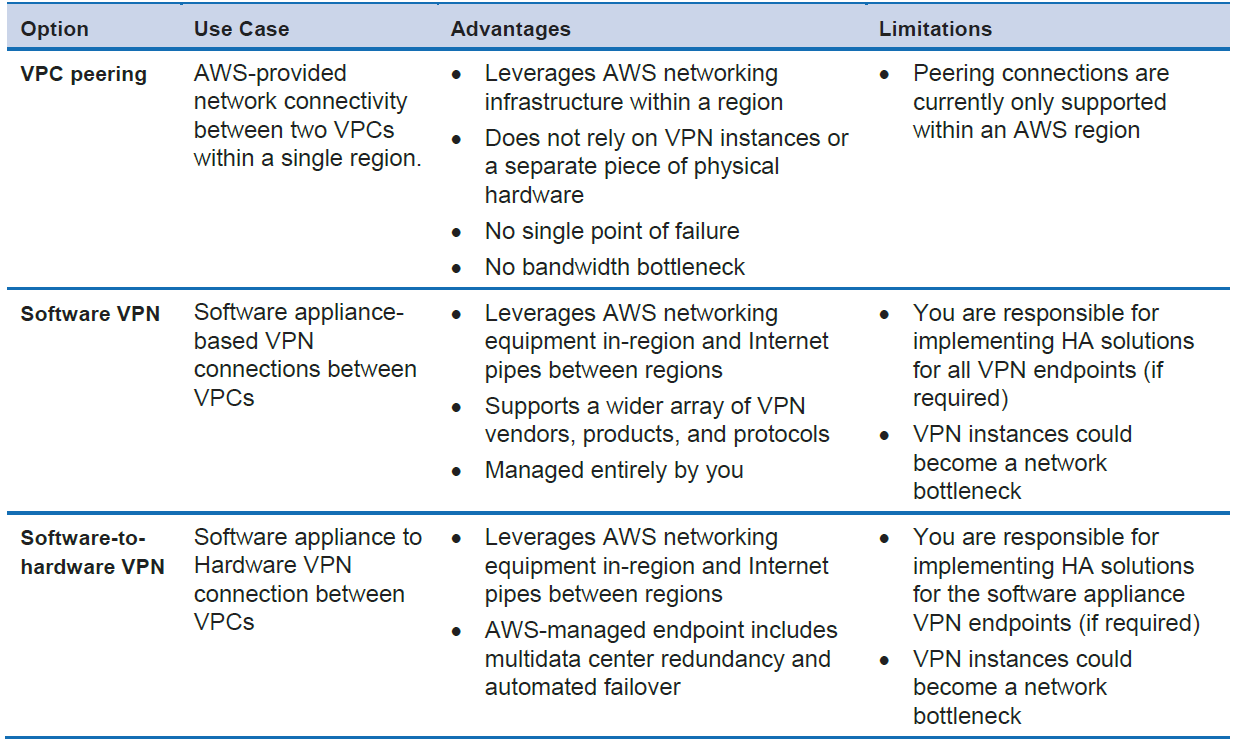 Option
Use Case
Advantages
Limitations
VPC peering
AWS-provided
network connectivity
between two VPCs
within a single region.
• Leverages AWS networking
infrastructure within a region
• Does not rely on VPN instances or
a separate piece of physical
hardware
• No single point of failure
• No bandwidth bottleneck
• Peering connections are
currently only supported
within an AWS region
Software VPN
Software appliance-
based VPN
connections between
VPCs
• Leverages AWS networking
equipment in-region and Internet
pipes between regions
• Supports a wider array of VPN
vendors, products, and protocols
• Managed entirely by you
• You are responsible for
implementing HA solutions
for all VPN endpoints (if
required)
• VPN instances could
become a network
bottleneck
Software-to-
hardware VPN
Software appliance to
Hardware VPN
connection between
VPCs
• Leverages AWS networking
equipment in-region and Internet
pipes between regions
• AWS-managed endpoint includes
multidata center redundancy and
automated failover
• You are responsible for
implementing HA solutions
for the software appliance
VPN endpoints (if required)
• VPN instances could
become a network
bottleneck